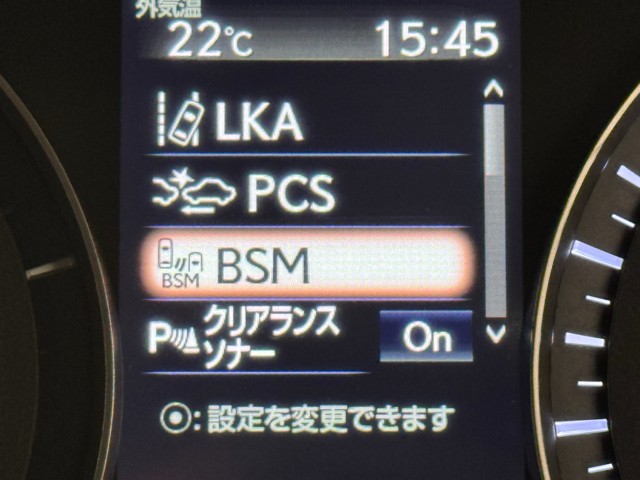 外気温
22℃ 15:45
LKA
PCS
BSM BSM
P クリアランス
ソナー On
⦿:設定を変更できます